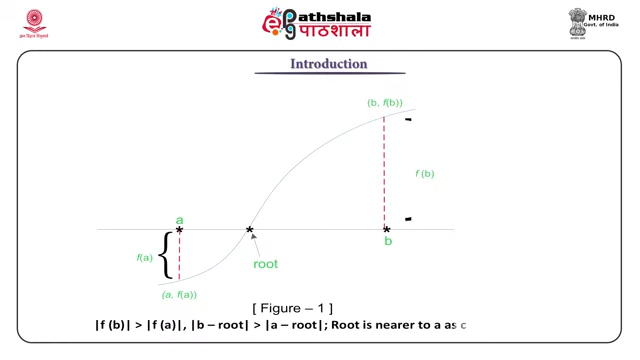 ePathshala
पाठशाला
MHRD
Govt. of India
Introduction
(b, f(b))
f (b)
a
b
f(a)
root
(a, f(a))
[ Figure – 1 ]
|f (b)| > |f (a)|, |b – root| > |a – root|; Root is nearer to a as c